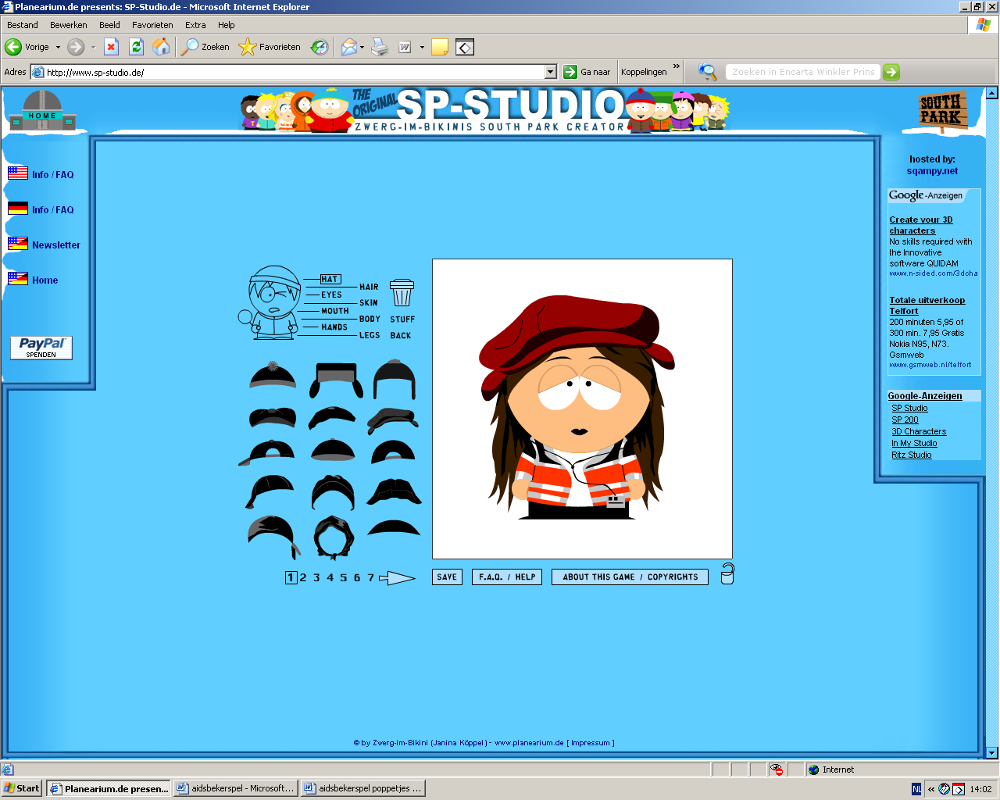 Planearium.de presents: SP-Studio.de - Microsoft Internet Explorer
Bestand Bewerken Beeld Favorieten Extra Help
Vorige Zoeken Favorieten
Adres http://www.sp-studio.de/ Ga naar Koppelingen » Zoeken in Encarta Winkler Prins
HOME
THE ORIGINAL SP-STUDIO
ZWERG-IM-BIKINIS SOUTH PARK CREATOR
SOUTH PARK
Info / FAQ
Info / FAQ
Newsletter
Home
PayPal
SPENDEN
HAT
HAIR
EYES
SKIN
MOUTH
BODY
HANDS
LEGS
STUFF
BACK
1 2 3 4 5 6 7
SAVE
F.A.Q. / HELP
ABOUT THIS GAME / COPYRIGHTS
hosted by:
sqampy.net
Google-Anzeigen
Create your 3D
characters
No skills required with
the Innovative
software QUIDAM
www.n-sided.com/3dcha
Totale uitverkoop
Telfort
200 minuten 5,95 of
300 min. 7,95 Gratis
Nokia N95, N73.
Gsmweb
www.gsmweb.nl/telfort
Google-Anzeigen
SP Studio
SP 200
3D Characters
In My Studio
Ritz Studio
© by Zwerg-im-Bikini (Janina Köppel) - www.planearium.de [ Impressum ]
Internet
Start Planearium.de presen... aidsbekerspel - Microsoft... aidsbekerspel poppetjes ... NL « 14:02